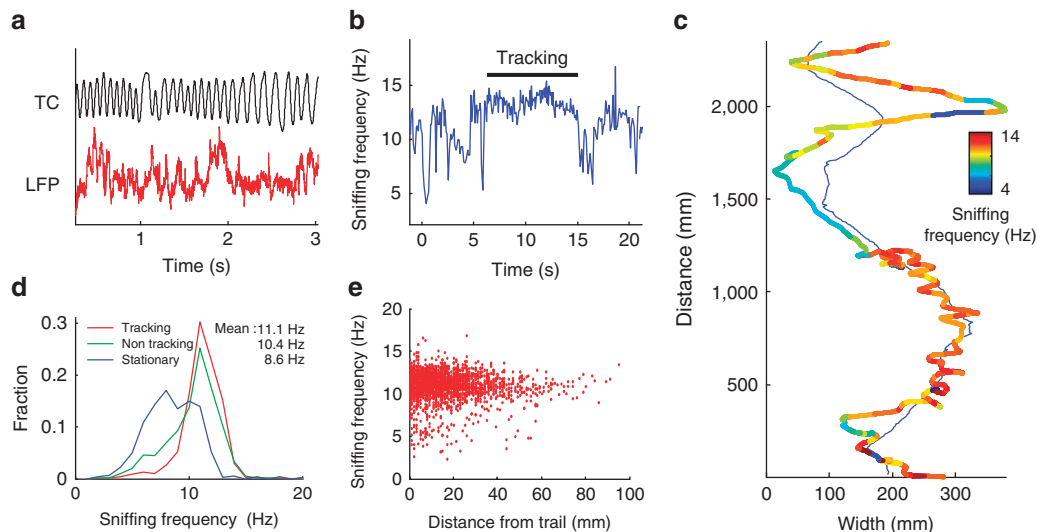 a
TC
LFP
1
2
3
Time (s)
b
Sniffing frequency (Hz)
Tracking
15
10
5
0
5
10
15
20
Time (s)
c
Distance (mm)
2,000
1,500
1,000
500
14
4
Sniffing
frequency (Hz)
0
100
200
300
Width (mm)
d
Fraction
0.3
0.2
0.1
0
Tracking
Mean :11.1 Hz
Non tracking
10.4 Hz
Stationary
8.6 Hz
0
10
20
Sniffing frequency (Hz)
e
Sniffing frequency (Hz)
20
15
10
5
0
0
20
40
60
80
100
Distance from trail (mm)